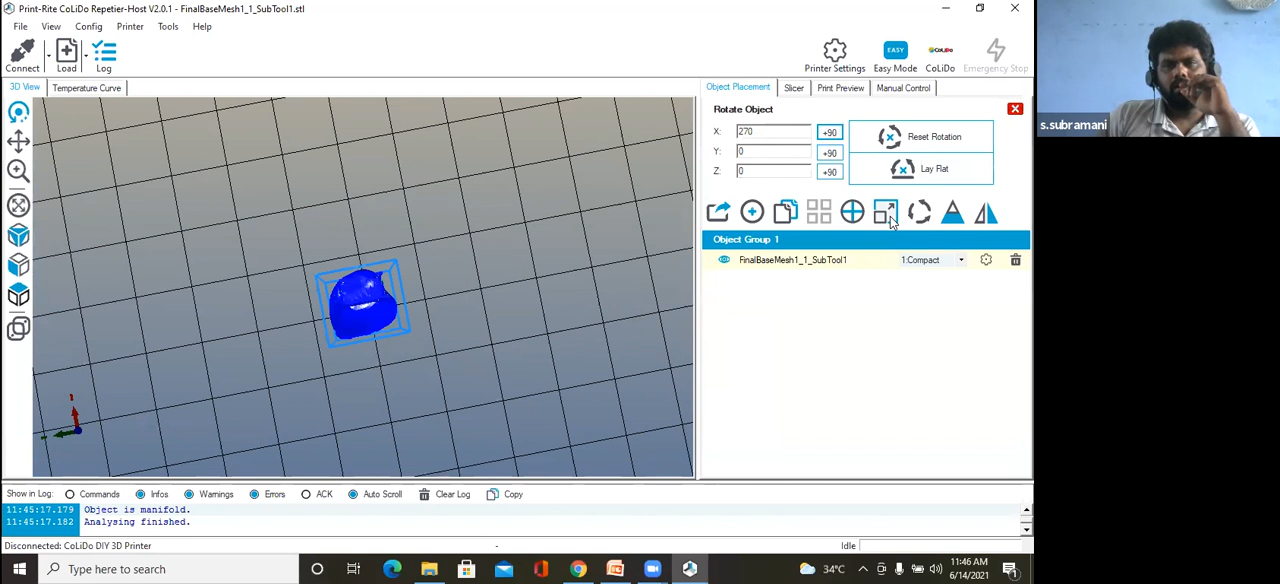 Print-Rite CoLiDo Repetier-Host V2.0.1 - FinalBaseMesh1_1_SubTool1.stl
File View Config Printer Tools Help
Connect Load Log Printer Settings Easy Mode CoLiDo Emergency Stop
EASY
CoLiDo
3D View Temperature Curve
Object Placement Slicer Print Preview Manual Control
Rotate Object
X: 270 +90 Reset Rotation
Y: 0 +90
Z: 0 +90 Lay Flat
Object Group 1
FinalBaseMesh1_1_SubTool1 1:Compact
Show in Log: Commands Infos Warnings Errors ACK Auto Scroll Clear Log Copy
11:45:17.179 Object is manifold.
11:45:17.182 Analysing finished.
Disconnected: CoLiDo DIY 3D Printer - Idle
Type here to search
34°C
11:46 AM
6/14/2021
1
s.subramani